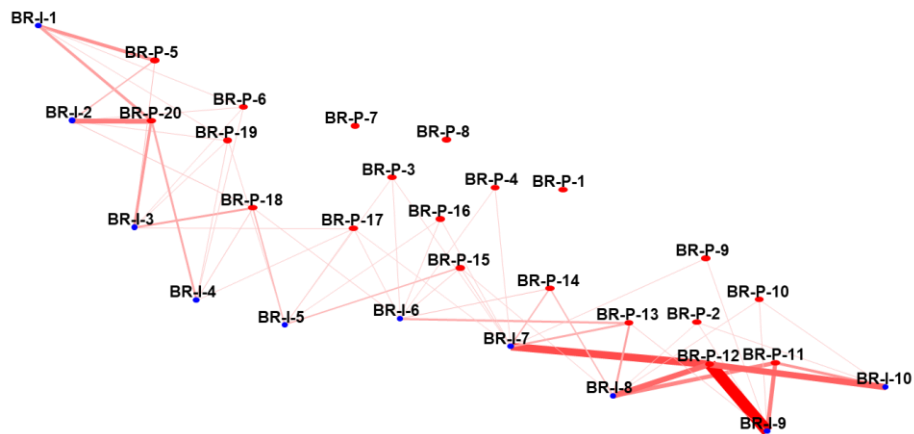 BR-I-1
BR-P-5
BR-P-6
BR-I-2
BR-P-20
BR-P-7
BR-P-19
BR-P-8
BR-P-3
BR-P-4
BR-P-1
BR-P-18
BR-I-3
BR-P-17
BR-P-16
BR-P-9
BR-P-15
BR-I-4
BR-P-14
BR-P-10
BR-I-5
BR-I-6
BR-P-13
BR-P-2
BR-I-7
BR-P-12
BR-P-11
BR-I-8
BR-I-10
BR-I-9